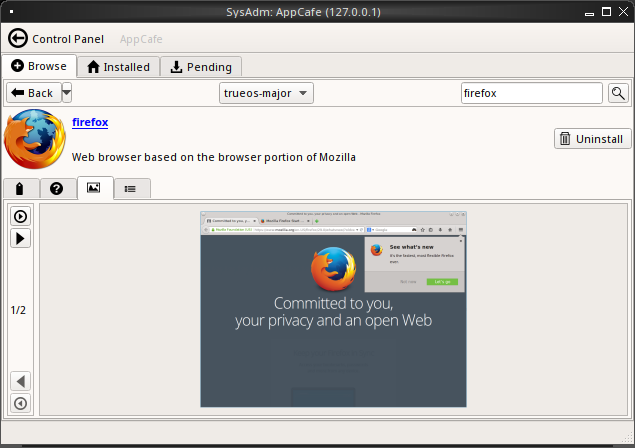 SysAdm: AppCafe (127.0.0.1)
Control Panel AppCafe
Browse Installed Pending
Back trueos-major firefox
firefox
Uninstall
Web browser based on the browser portion of Mozilla
See what's new
It's the fastest, most flexible Firefox
Not now Let's go
Committed to you,
your privacy and an open Web
1/2